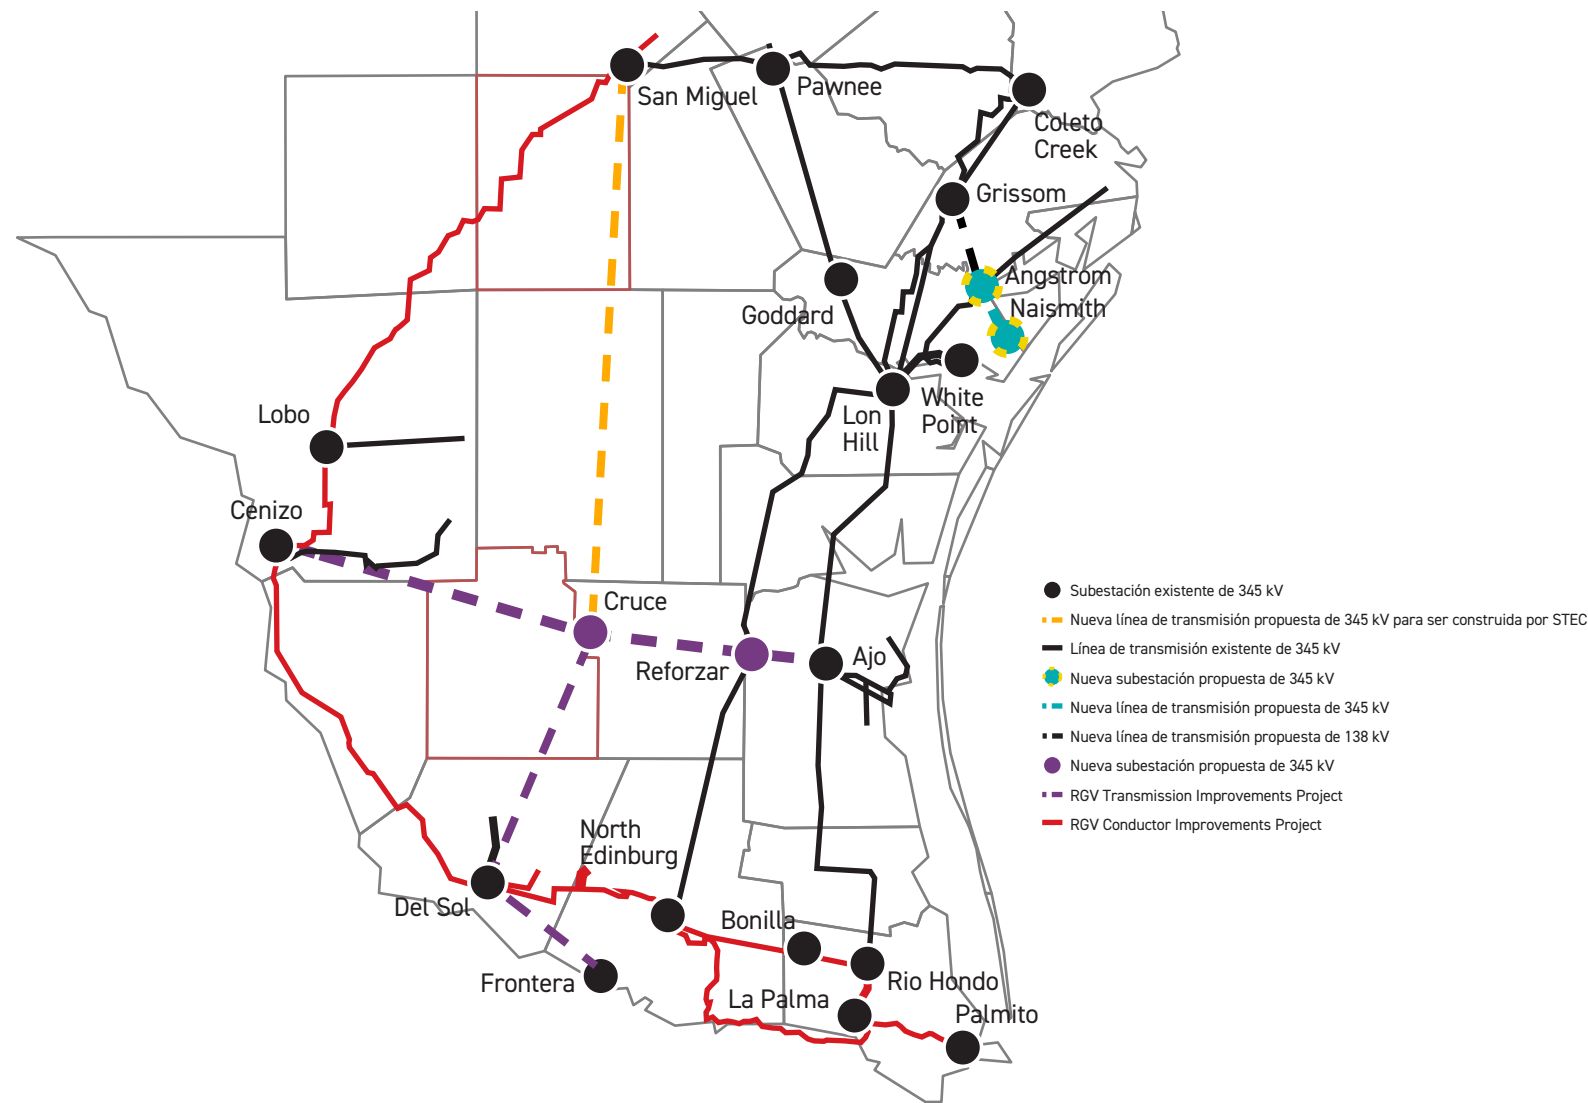 San Miguel
Pawnee
Coleto
Creek
Grissom
Angstrom
Naismith
Goddard
White
Point
Lon
Hill
Lobo
Cenizo
Cruce
Reforzar
Ajo
North
Edinburg
Del Sol
Bonilla
Frontera
Rio Hondo
La Palma
Palmito
Subestación existente de 345 kV
Nueva línea de transmisión propuesta de 345 kV para ser construida por STEC
Línea de transmisión existente de 345 kV
Nueva subestación propuesta de 345 kV
Nueva línea de transmisión propuesta de 345 kV
Nueva línea de transmisión propuesta de 138 kV
Nueva subestación propuesta de 345 kV
RGV Transmission Improvements Project
RGV Conductor Improvements Project